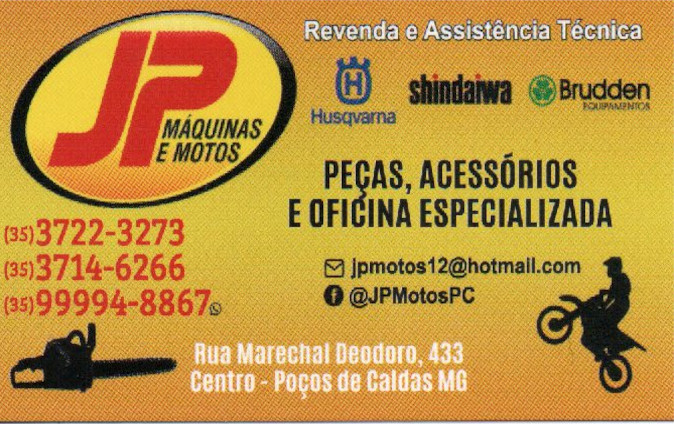 JP
MÁQUINAS
E MOTOS
Revenda e Assistência Técnica
H
Husqvarna
shindaiwa
Brudden
EQUIPAMENTOS
PEÇAS, ACESSÓRIOS
E OFICINA ESPECIALIZADA
(35)3722-3273
(35)3714-6266
(35)99994-8867
jpmotos12@hotmail.com
@JPMotosPC
Rua Marechal Deodoro, 433
Centro - Poços de Caldas MG